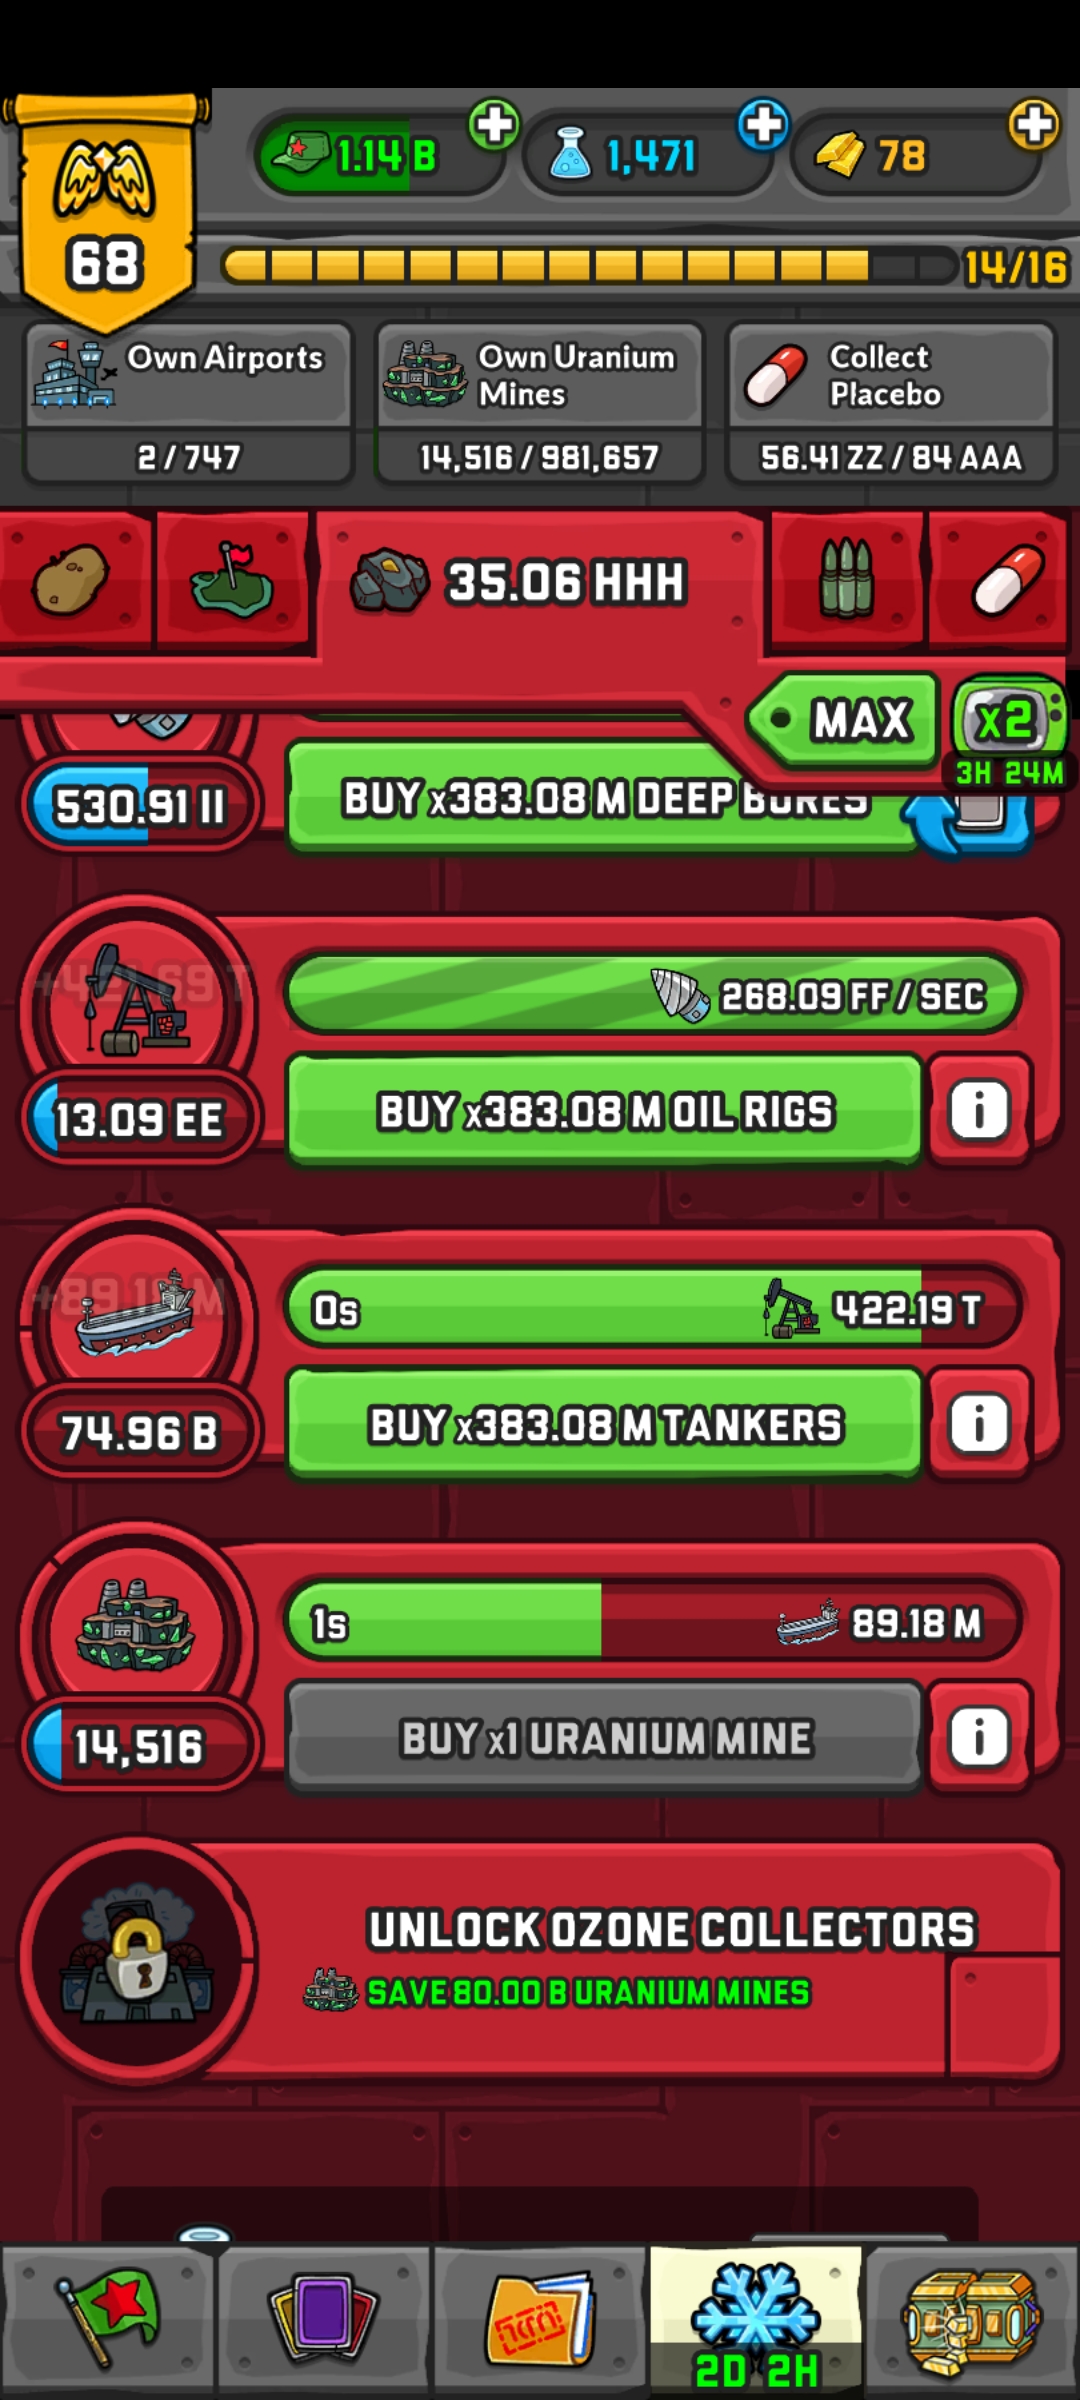 1.14 B
1,471
78
68
14/16
Own Airports
2 / 747
Own Uranium
Mines
14,516 / 981,657
Collect
Placebo
56.41 ZZ / 84 AAA
35.06 HHH
MAX
x2
3H 24M
530.91 II
BUY x383.08 M DEEP BORES
268.09 FF / SEC
13.09 EE
BUY x383.08 M OIL RIGS
+89.18 M
0s
422.19 T
74.96 B
BUY x383.08 M TANKERS
1s
89.18 M
14,516
BUY x1 URANIUM MINE
UNLOCK OZONE COLLECTORS
SAVE 80.00 B URANIUM MINES
2D 2H